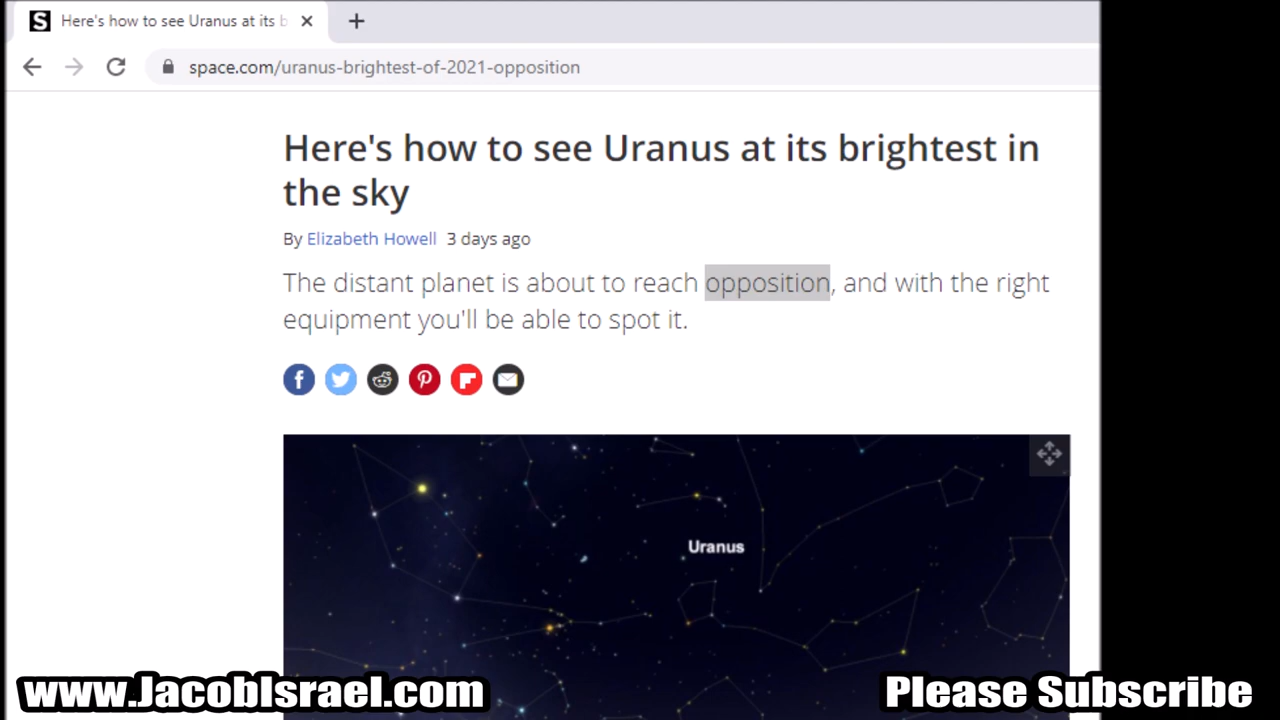 Here's how to see Uranus at its b
space.com/uranus-brightest-of-2021-opposition
Here's how to see Uranus at its brightest in
the sky
By Elizabeth Howell 3 days ago
The distant planet is about to reach opposition, and with the right
equipment you'll be able to spot it.
Uranus
www.JacobIsrael.com
Please Subscribe